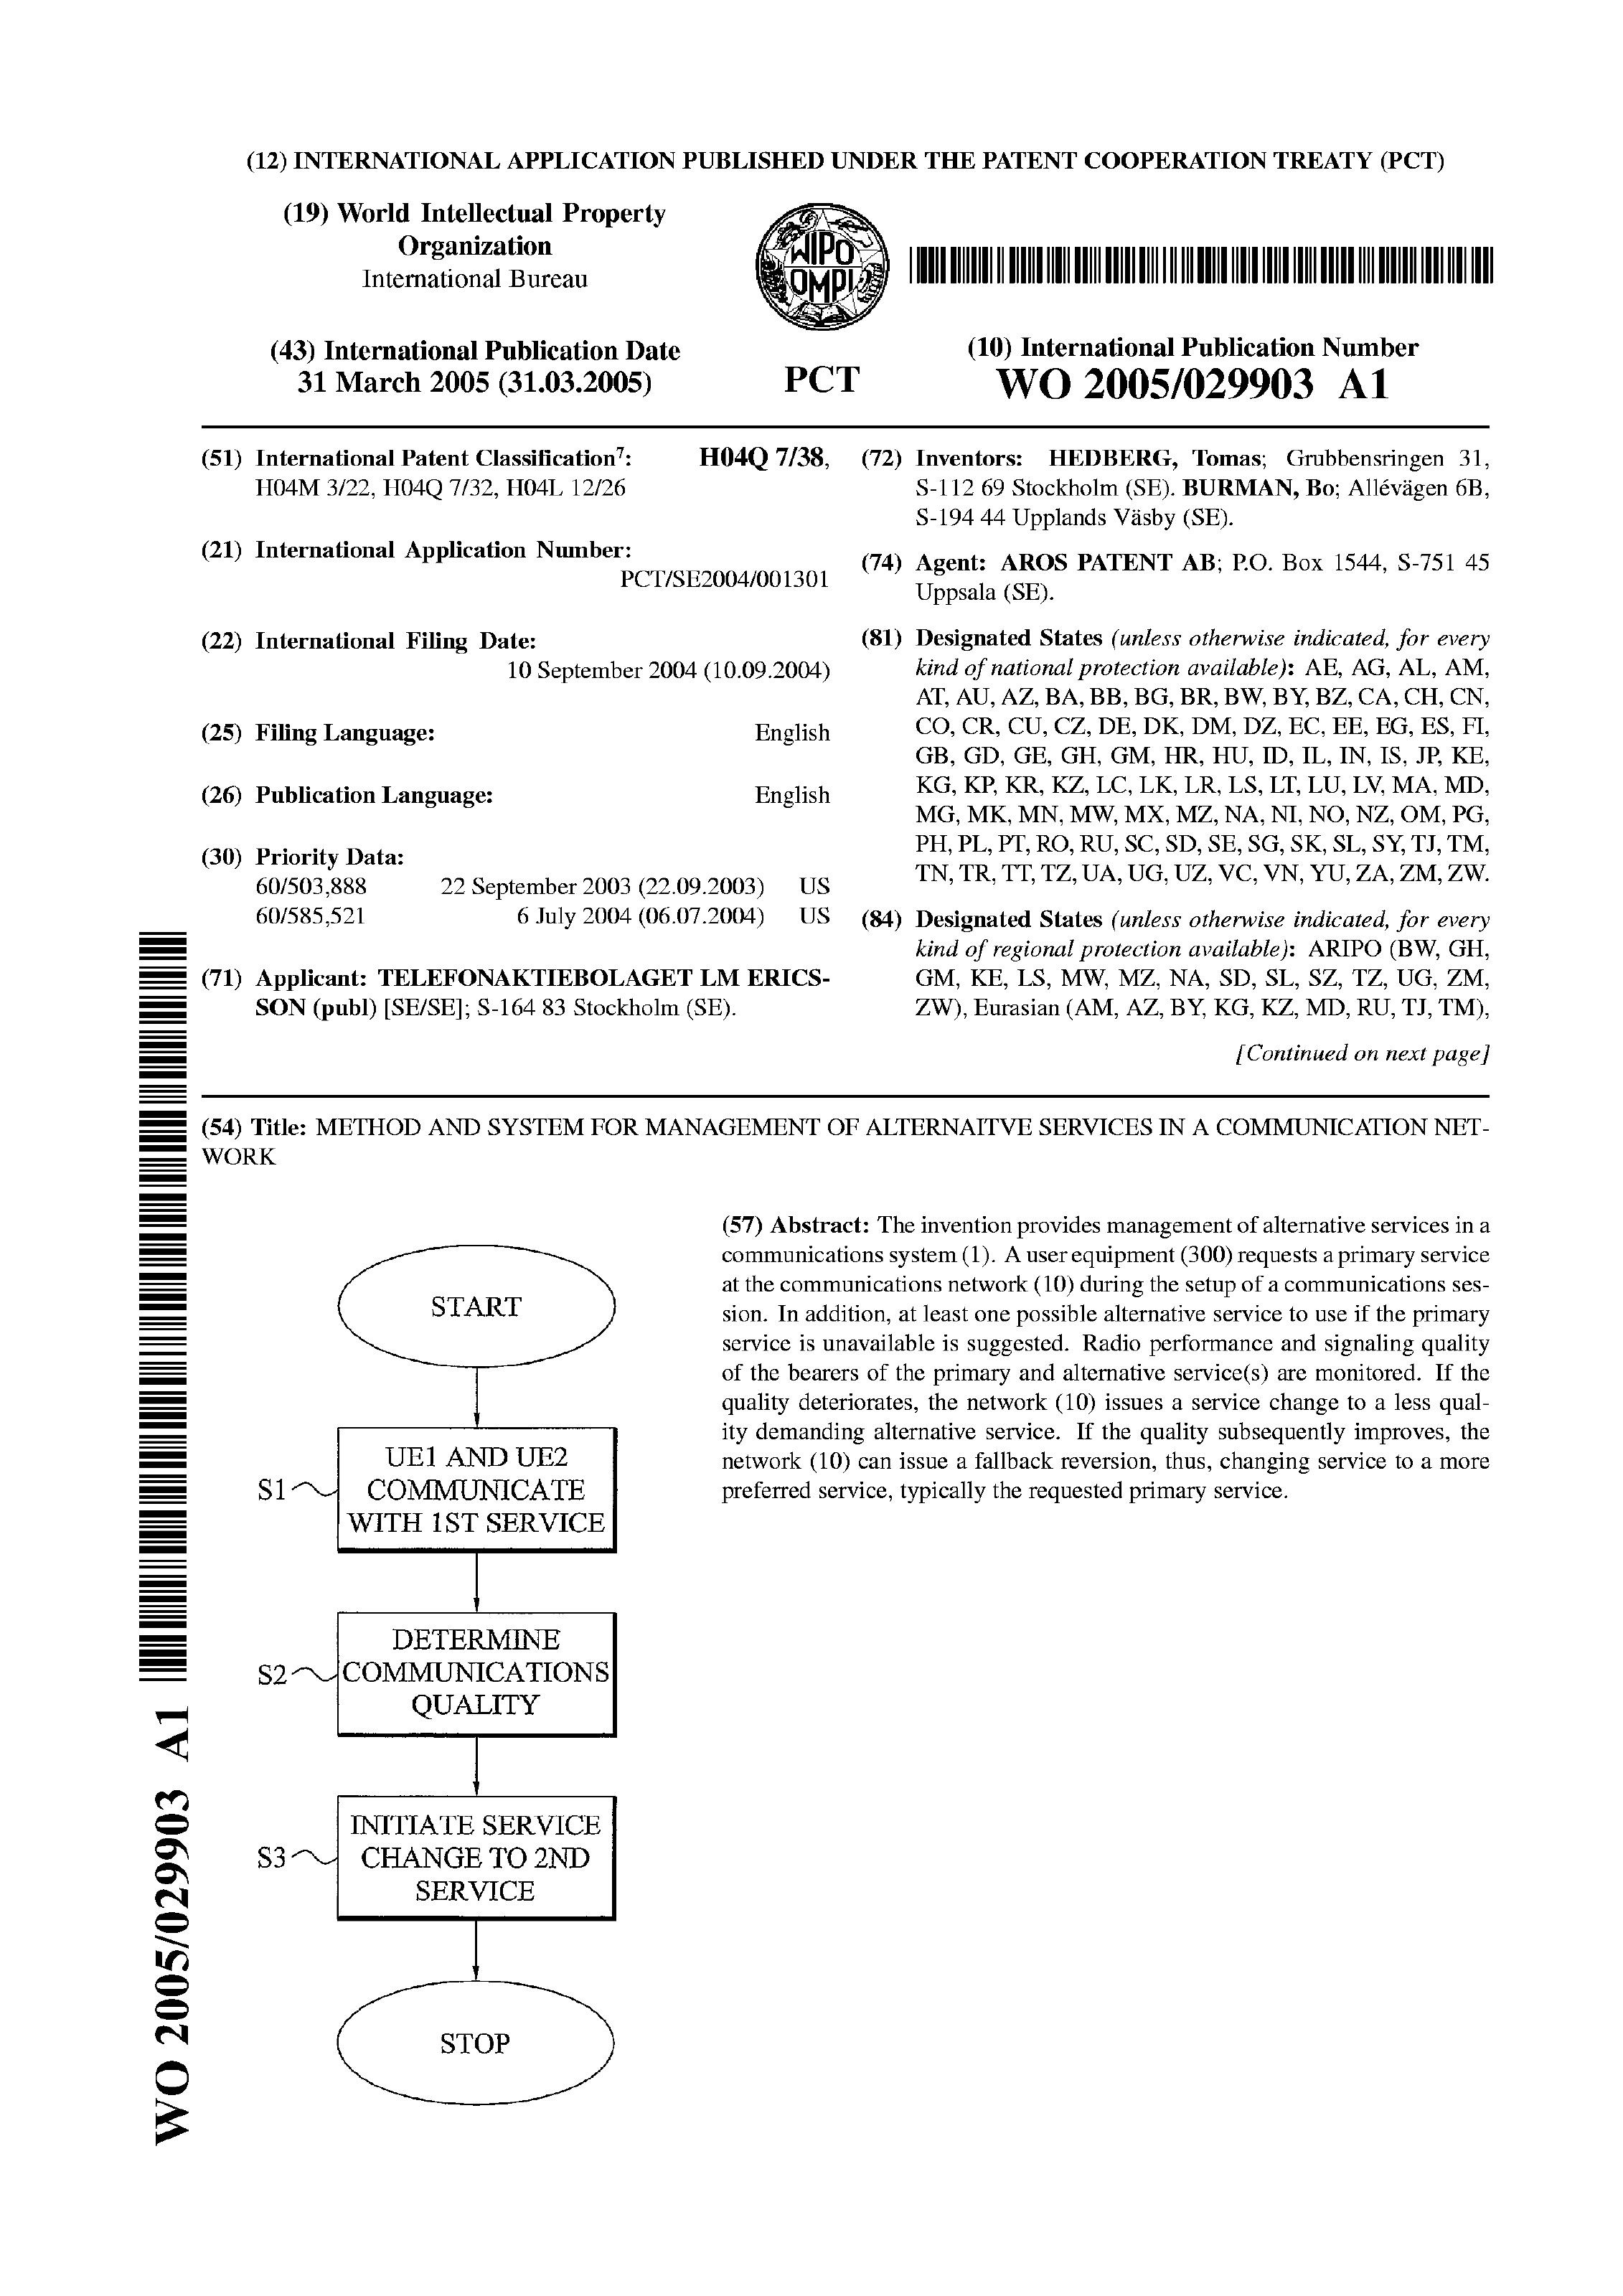 (12) INTERNATIONAL APPLICATION PUBLISHED UNDER THE PATENT COOPERATION TREATY (PCT)
(19) World Intellectual Property
Organization
International Bureau
WIPO
OMPI
(43) International Publication Date
31 March 2005 (31.03.2005)
PCT
(10) International Publication Number
WO 2005/029903 A1
(51) International Patent Classification7: H04Q 7/38,
H04M 3/22, H04Q 7/32, H04L 12/26
(21) International Application Number:
PCT/SE2004/001301
(22) International Filing Date:
10 September 2004 (10.09.2004)
(25) Filing Language: English
(26) Publication Language: English
(30) Priority Data:
60/503,888 22 September 2003 (22.09.2003) US
60/585,521 6 July 2004 (06.07.2004) US
(71) Applicant: TELEFONAKTIEBOLAGET LM ERICS-
SON (publ) [SE/SE]; S-164 83 Stockholm (SE).
(72) Inventors: HEDBERG, Tomas; Grubbensringen 31,
S-112 69 Stockholm (SE). BURMAN, Bo; Allévägen 6B,
S-194 44 Upplands Väsby (SE).
(74) Agent: AROS PATENT AB; P.O. Box 1544, S-751 45
Uppsala (SE).
(81) Designated States (unless otherwise indicated, for every
kind of national protection available): AE, AG, AL, AM,
AT, AU, AZ, BA, BB, BG, BR, BW, BY, BZ, CA, CH, CN,
CO, CR, CU, CZ, DE, DK, DM, DZ, EC, EE, EG, ES, FI,
GB, GD, GE, GH, GM, HR, HU, ID, IL, IN, IS, JP, KE,
KG, KP, KR, KZ, LC, LK, LR, LS, LT, LU, LV, MA, MD,
MG, MK, MN, MW, MX, MZ, NA, NI, NO, NZ, OM, PG,
PH, PL, PT, RO, RU, SC, SD, SE, SG, SK, SL, SY, TJ, TM,
TN, TR, TT, TZ, UA, UG, UZ, VC, VN, YU, ZA, ZM, ZW.
(84) Designated States (unless otherwise indicated, for every
kind of regional protection available): ARIPO (BW, GH,
GM, KE, LS, MW, MZ, NA, SD, SL, SZ, TZ, UG, ZM,
ZW), Eurasian (AM, AZ, BY, KG, KZ, MD, RU, TJ, TM),
[Continued on next page]
(54) Title: METHOD AND SYSTEM FOR MANAGEMENT OF ALTERNAITVE SERVICES IN A COMMUNICATION NET-
WORK
(57) Abstract: The invention provides management of alternative services in a
communications system (1). A user equipment (300) requests a primary service
at the communications network (10) during the setup of a communications ses-
sion. In addition, at least one possible alternative service to use if the primary
service is unavailable is suggested. Radio performance and signaling quality
of the bearers of the primary and alternative service(s) are monitored. If the
quality deteriorates, the network (10) issues a service change to a less qual-
ity demanding alternative service. If the quality subsequently improves, the
network (10) can issue a fallback reversion, thus, changing service to a more
preferred service, typically the requested primary service.
START
S1
UE1 AND UE2
COMMUNICATE
WITH 1ST SERVICE
S2
DETERMINE
COMMUNICATIONS
QUALITY
S3
INITIATE SERVICE
CHANGE TO 2ND
SERVICE
STOP
WO 2005/029903 A1